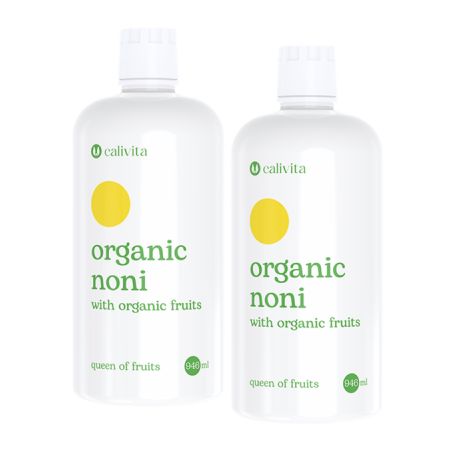 calivita
organic
noni
with organic fruits
queen of fruits
946 ml
calivita
organic
noni
with organic fruits
queen of fruits
946 ml